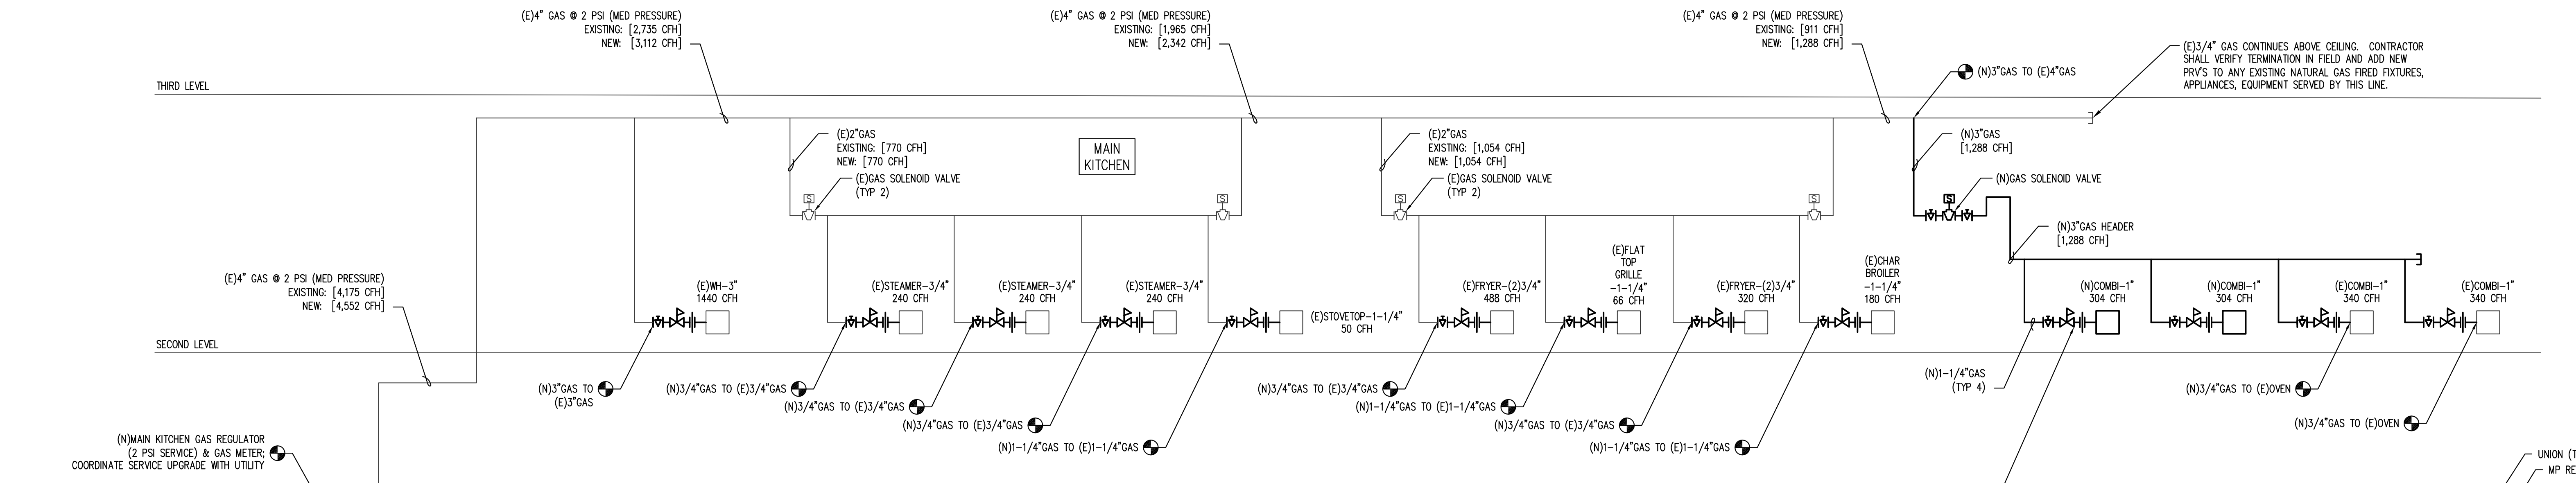 (E)4" GAS @ 2 PSI (MED PRESSURE)
EXISTING: [2,735 CFH]
NEW: [3,112 CFH]
(E)4" GAS @ 2 PSI (MED PRESSURE)
EXISTING: [1,965 CFH]
NEW: [2,342 CFH]
(E)4" GAS @ 2 PSI (MED PRESSURE)
EXISTING: [911 CFH]
NEW: [1,288 CFH]
(N)3"GAS TO (E)4"GAS
(E)3/4" GAS CONTINUES ABOVE CEILING. CONTRACTOR
SHALL VERIFY TERMINATION IN FIELD AND ADD NEW
PRV'S TO ANY EXISTING NATURAL GAS FIRED FIXTURES,
APPLIANCES, EQUIPMENT SERVED BY THIS LINE.
THIRD LEVEL
(E)2"GAS
EXISTING: [770 CFH]
NEW: [770 CFH]
(E)GAS SOLENOID VALVE
(TYP 2)
S
MAIN
KITCHEN
S
(E)2"GAS
EXISTING: [1,054 CFH]
NEW: [1,054 CFH]
(E)GAS SOLENOID VALVE
(TYP 2)
S
S
(N)3"GAS
[1,288 CFH]
(N)GAS SOLENOID VALVE
S
(N)3"GAS HEADER
[1,288 CFH]
(E)4" GAS @ 2 PSI (MED PRESSURE)
EXISTING: [4,175 CFH]
NEW: [4,552 CFH]
(E)WH-3"
1440 CFH
(E)STEAMER-3/4"
240 CFH
(E)STEAMER-3/4"
240 CFH
(E)STEAMER-3/4"
240 CFH
(E)STOVETOP-1-1/4"
50 CFH
(E)FRYER-(2)3/4"
488 CFH
(E)FLAT
TOP
GRILLE
-1-1/4"
66 CFH
(E)FRYER-(2)3/4"
320 CFH
(E)CHAR
BROILER
-1-1/4"
180 CFH
(N)COMBI-1"
304 CFH
(N)COMBI-1"
304 CFH
(E)COMBI-1"
340 CFH
(E)COMBI-1"
340 CFH
SECOND LEVEL
(N)3"GAS TO
(E)3"GAS
(N)3/4"GAS TO (E)3/4"GAS
(N)3/4"GAS TO (E)3/4"GAS
(N)3/4"GAS TO (E)3/4"GAS
(N)1-1/4"GAS TO (E)1-1/4"GAS
(N)3/4"GAS TO (E)3/4"GAS
(N)1-1/4"GAS TO (E)1-1/4"GAS
(N)3/4"GAS TO (E)3/4"GAS
(N)1-1/4"GAS TO (E)1-1/4"GAS
(N)1-1/4"GAS
(TYP 4)
(N)3/4"GAS TO (E)OVEN
(N)3/4"GAS TO (E)OVEN
(N)MAIN KITCHEN GAS REGULATOR
(2 PSI SERVICE) & GAS METER;
COORDINATE SERVICE UPGRADE WITH UTILITY
UNION (T
MP RE